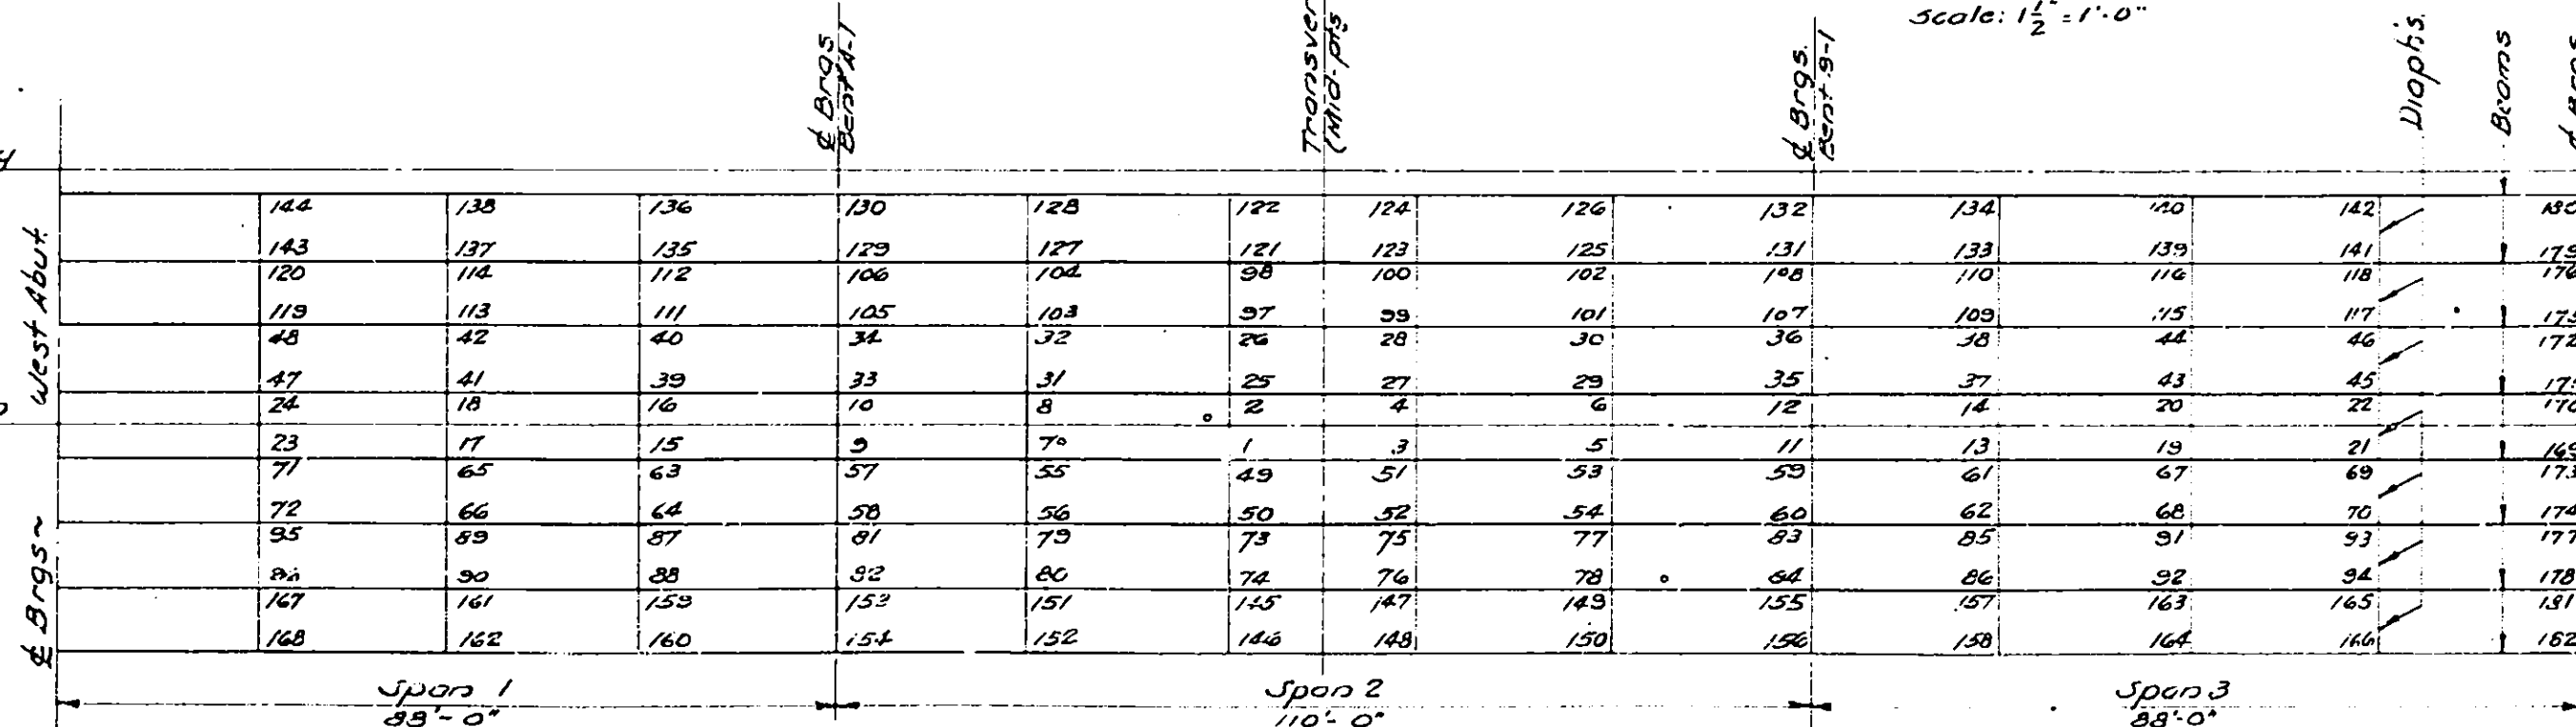 scale: 1 1/2" = 1'-0"
₵ Brgs.
Bent A-1
(Mid-pts
₵ Brgs.
Bent B-1
Diaph's.
Beams
West Abut.
₵ Brgs ~
144 138 136 130 128 122 124 126 132 134 140 142
143 137 135 129 127 121 123 125 131 133 139 141
120 114 112 106 104 98 100 102 108 110 116 118
119 113 111 105 103 97 99 101 107 109 115 117
48 42 40 34 32 26 28 30 36 38 44 46 172
47 41 39 33 31 25 27 29 35 37 43 45
24 18 16 10 8 2 4 6 12 14 20 22
23 17 15 9 7 1 3 5 11 13 19 21
71 65 63 57 55 49 51 53 59 61 67 69
72 66 64 58 56 50 52 54 60 62 68 70
95 89 87 81 79 73 75 77 83 85 91 93
90 88 82 80 74 76 78 84 86 92 94 178
167 161 159 153 151 145 147 149 155 157 163 165
168 162 160 154 152 146 148 150 156 158 164 166 182
Span 1 Span 2 Span 3
88'-0" 110'-0" 88'-0"